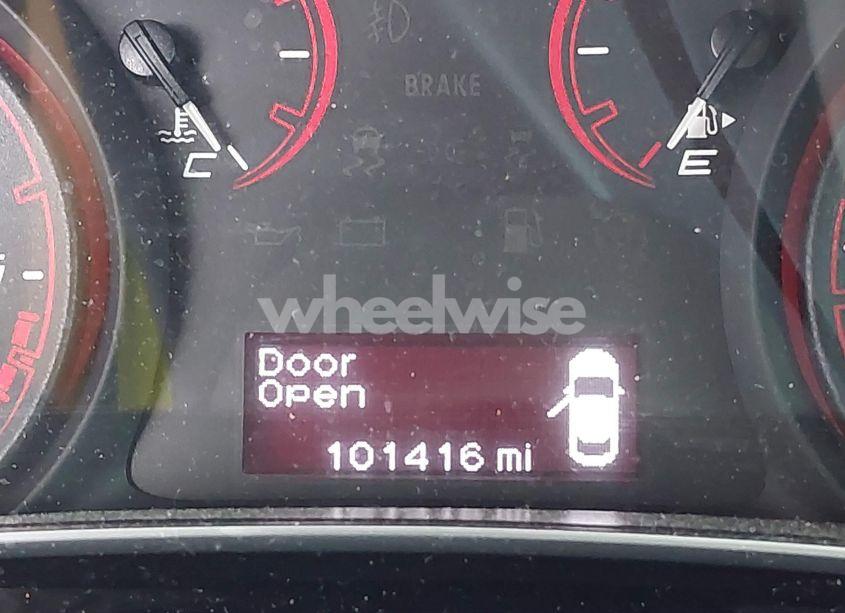 BRAKE
C
E
wheelwise
Door
Open
101416 mi